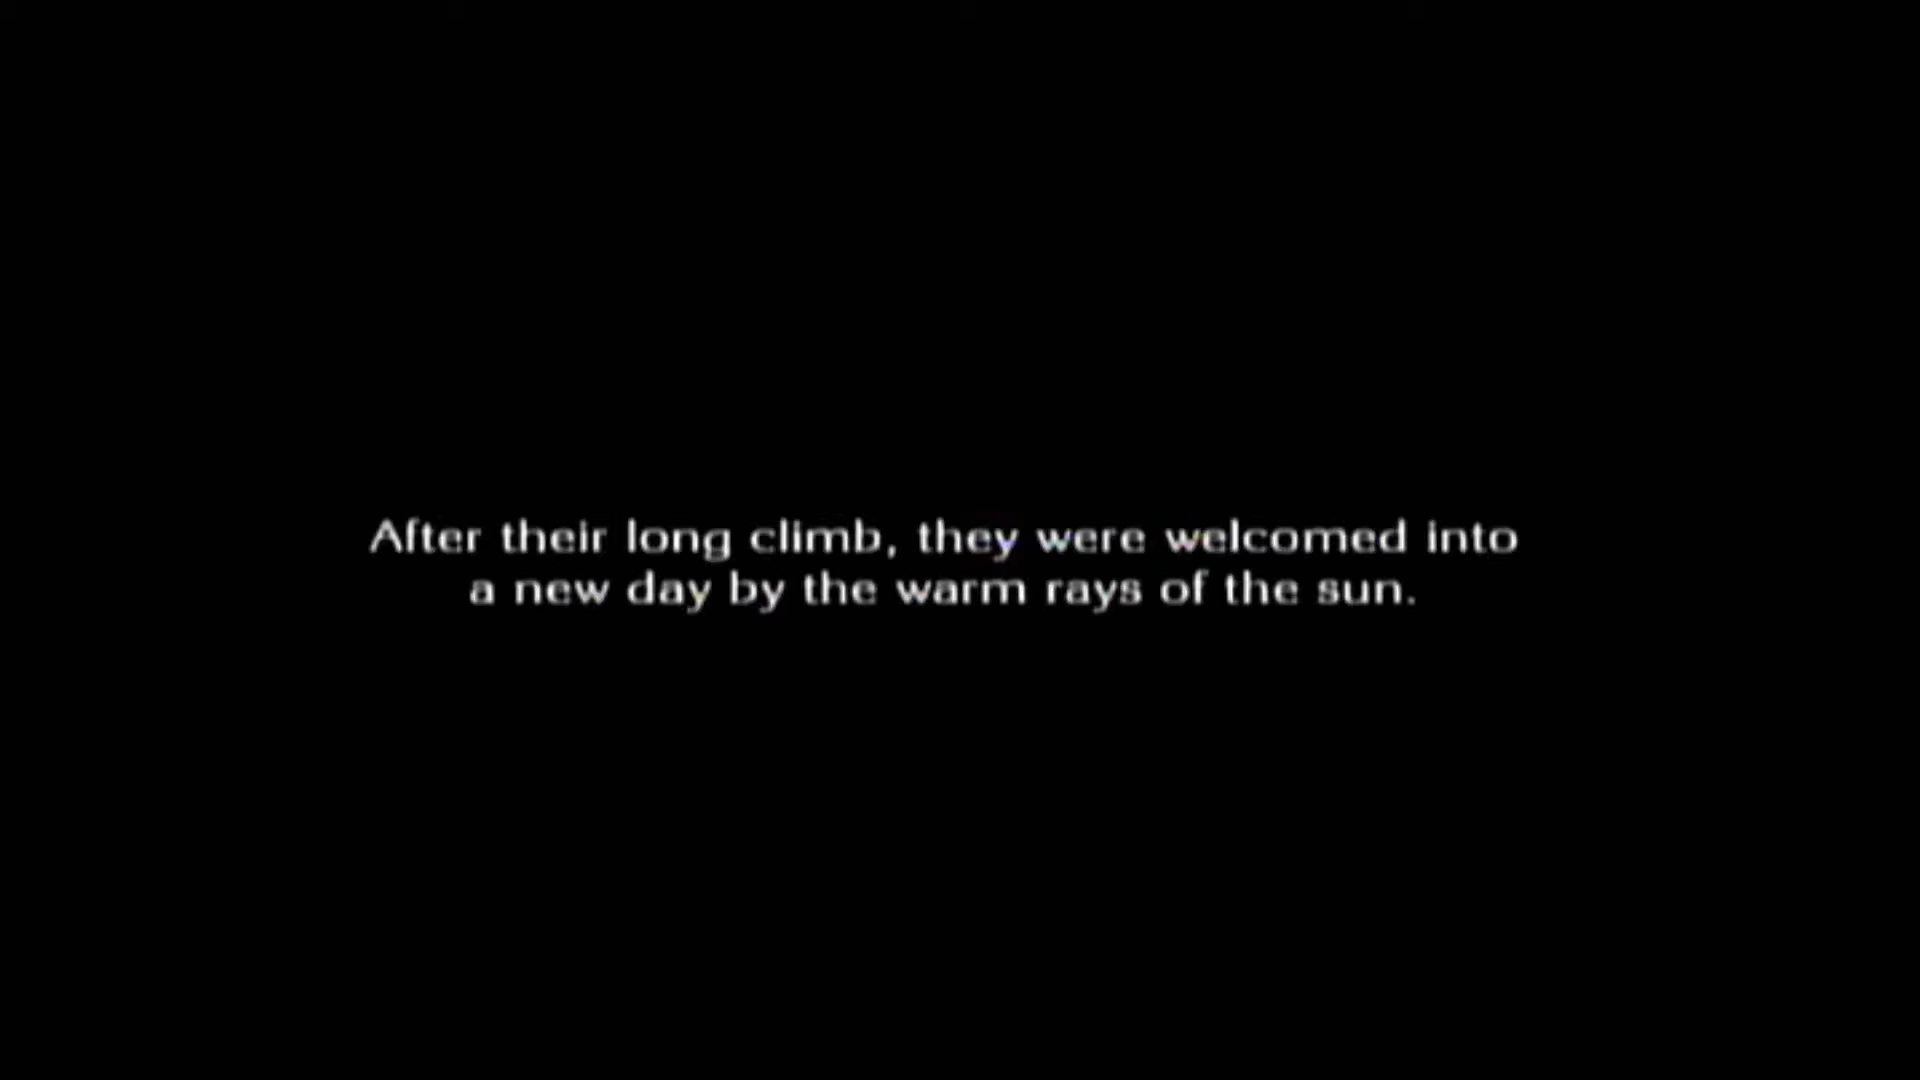 After their long climb, they were welcomed into
a new day by the warm rays of the sun.